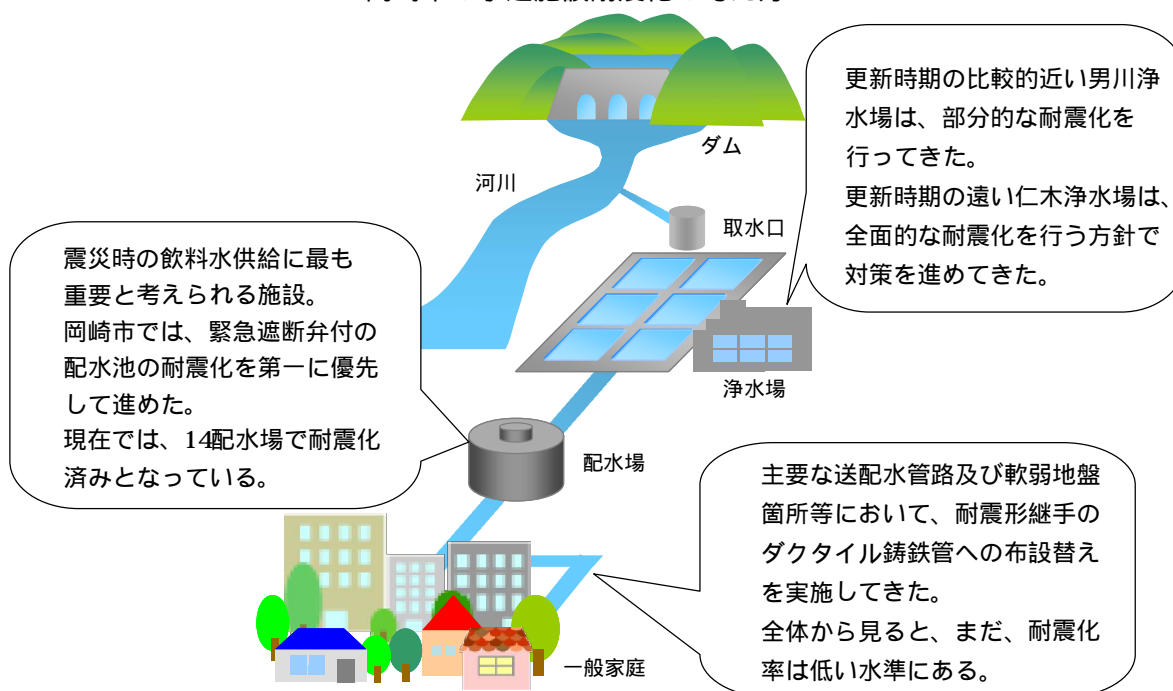 ダム
河川
取水口
更新時期の比較的近い男川浄
水場は、部分的な耐震化を
行ってきた。
更新時期の遠い仁木浄水場は、
全面的な耐震化を行う方針で
対策を進めてきた。
震災時の飲料水供給に最も
重要と考えられる施設。
岡崎市では、緊急遮断弁付の
配水池の耐震化を第一に優先
して進めた。
現在では、14配水場で耐震化
済みとなっている。
浄水場
配水場
主要な送配水管路及び軟弱地盤
箇所等において、耐震形継手の
ダクタイル鋳鉄管への布設替え
を実施してきた。
全体から見ると、まだ、耐震化
率は低い水準にある。
一般家庭